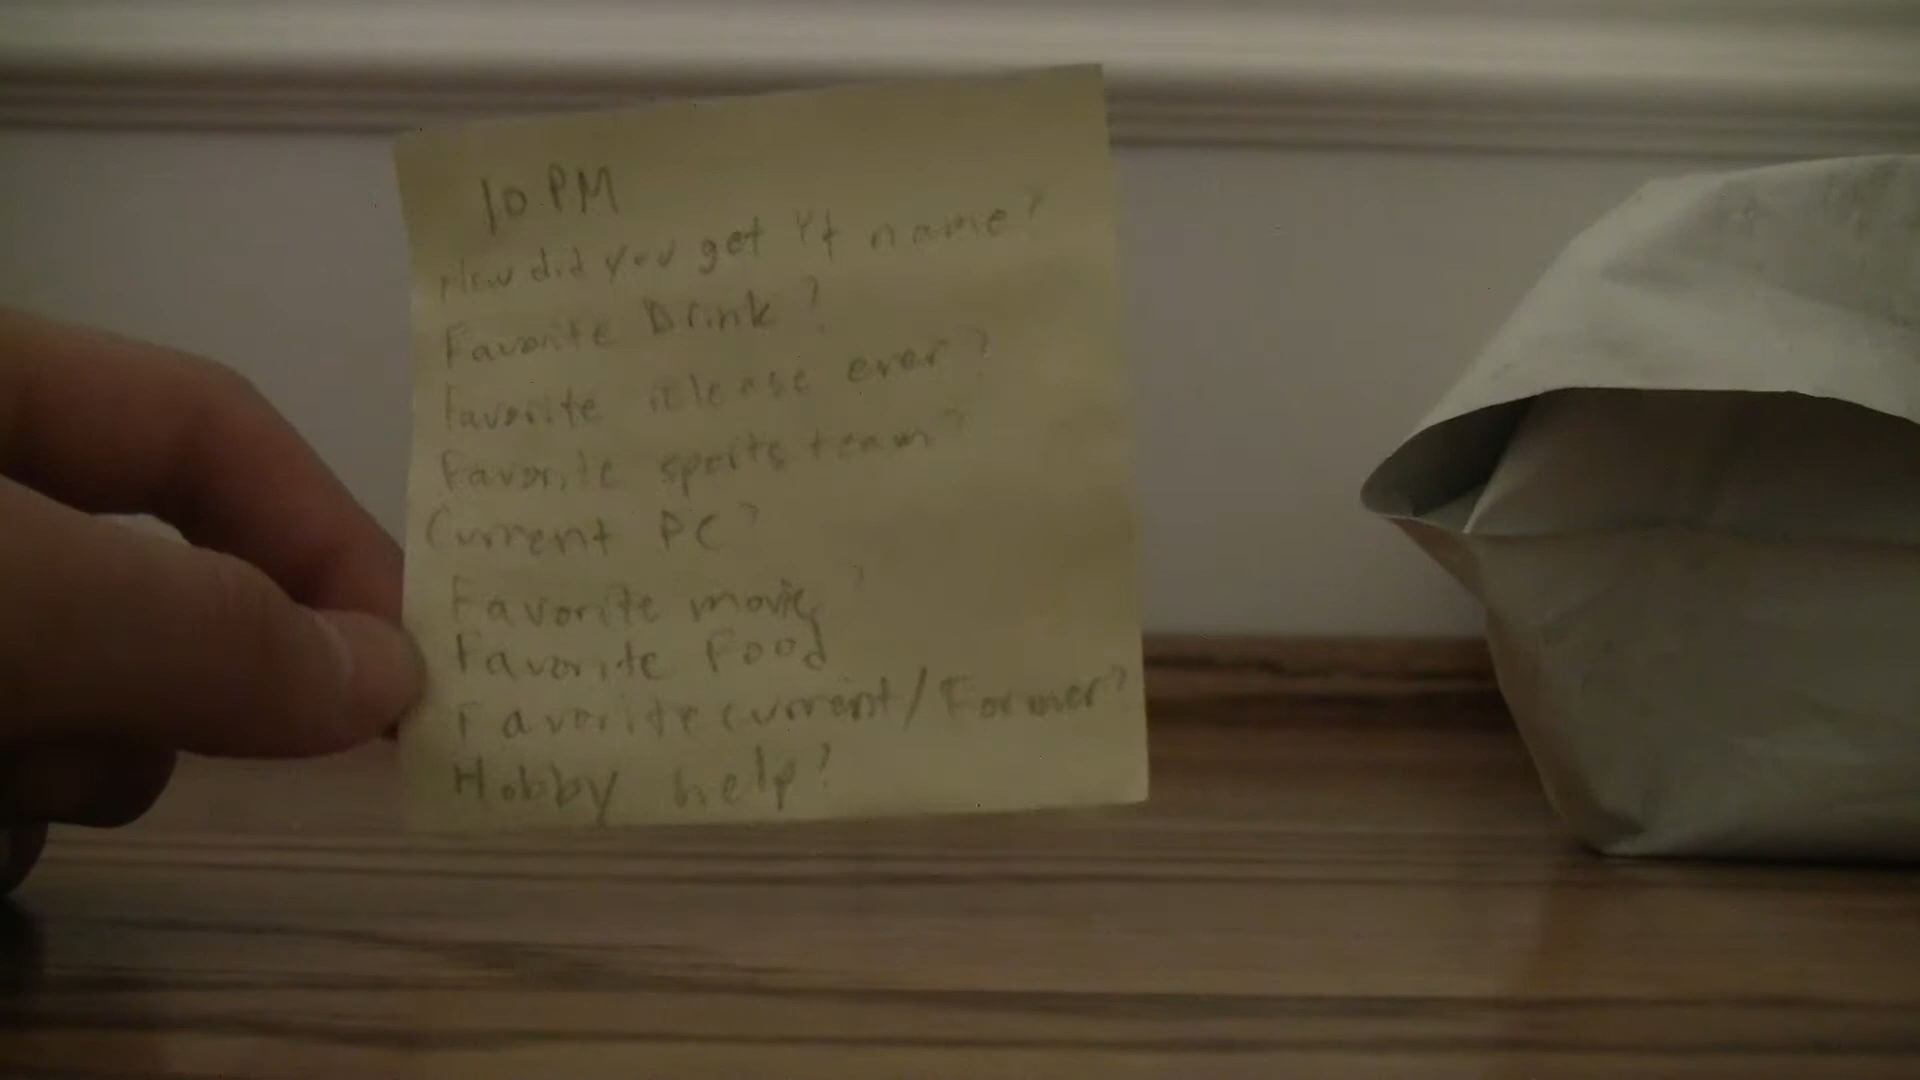 10 PM
How did you get Yt name?
Favorite Drink?
Favorite release ever?
Favorite sports team?
Current PC?
Favorite movie?
Favorite Food
Favorite current/Former?
Hobby help?